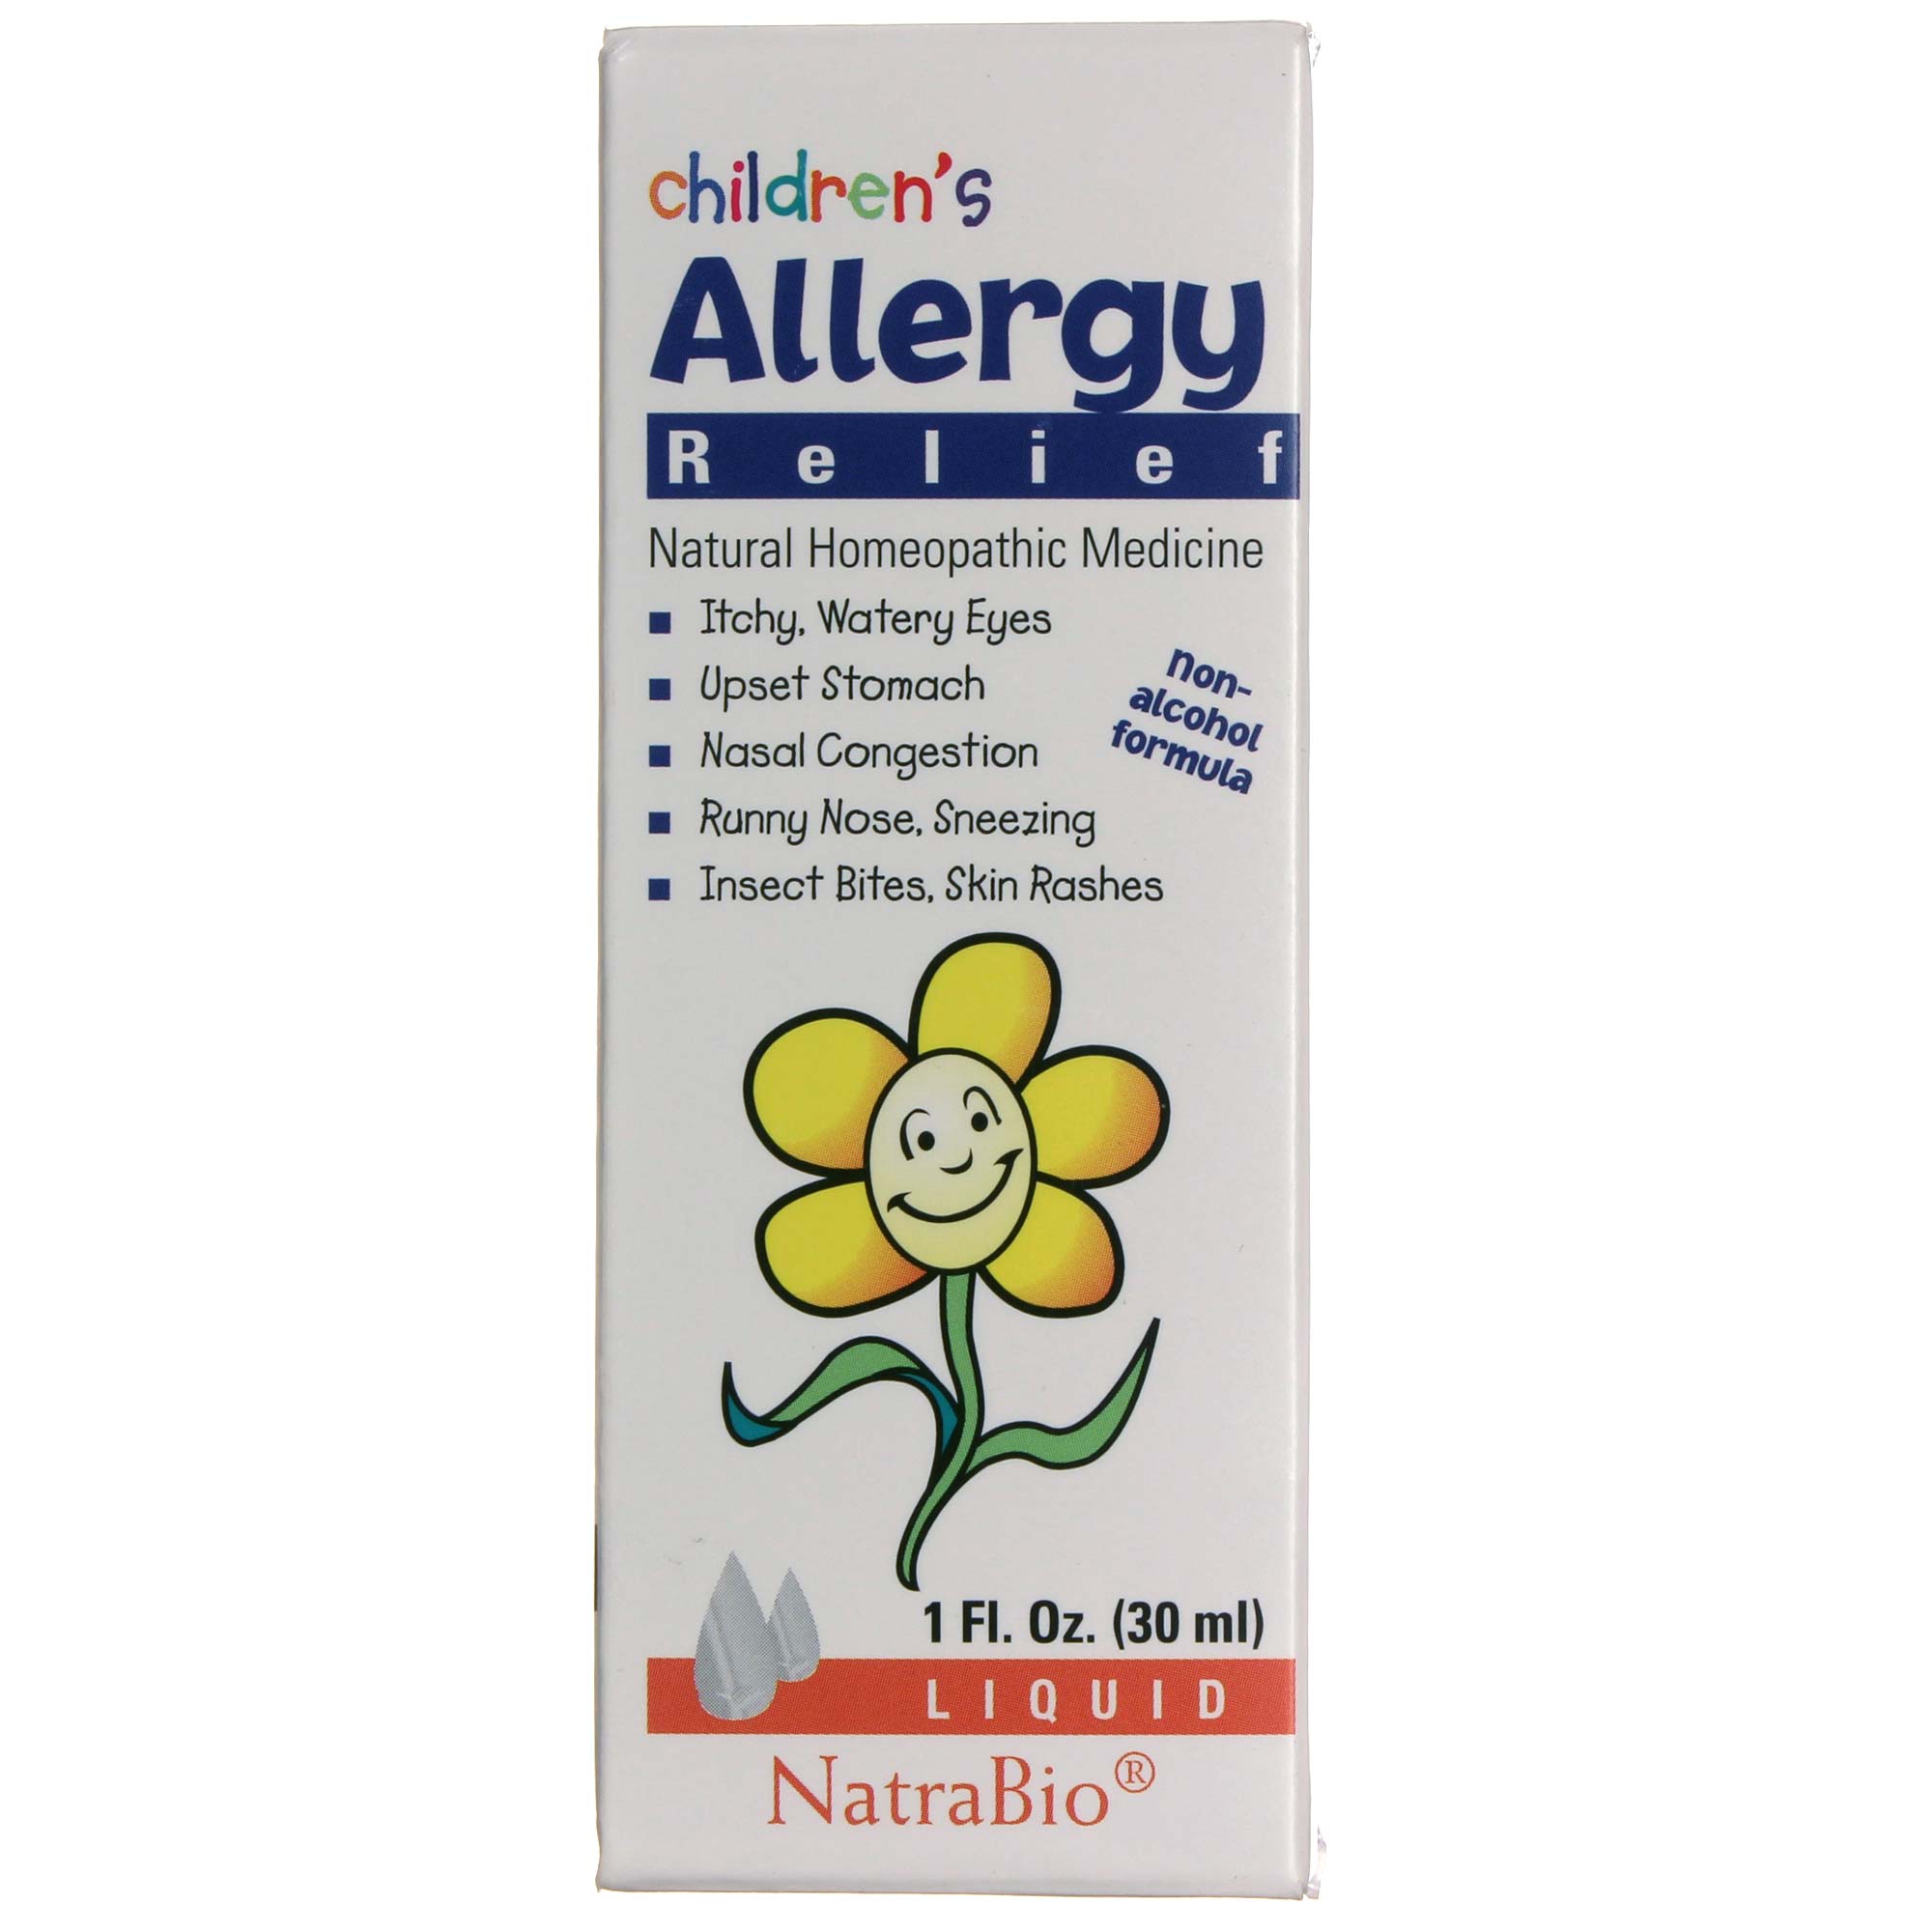 children's
Allergy
Relief
Natural Homeopathic Medicine
Itchy, Watery Eyes
Upset Stomach
Nasal Congestion
Runny Nose, Sneezing
Insect Bites, Skin Rashes
non-
alcohol
formula
1 Fl. Oz. (30 ml)
LIQUID
NatraBio®